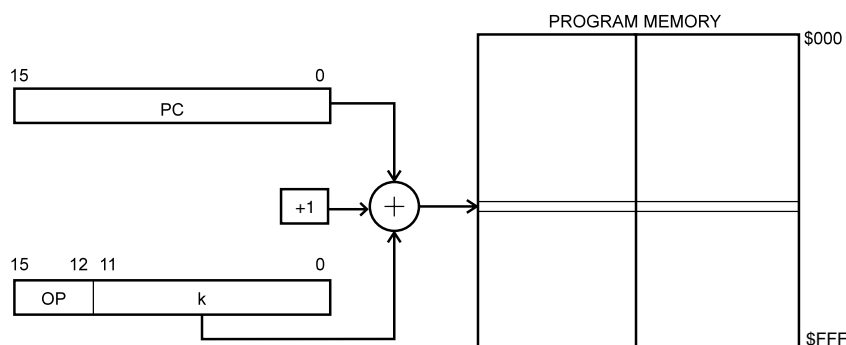 PROGRAM MEMORY
$000
15 0
PC
+1
+
15 12 11 0
OP k
$FFF